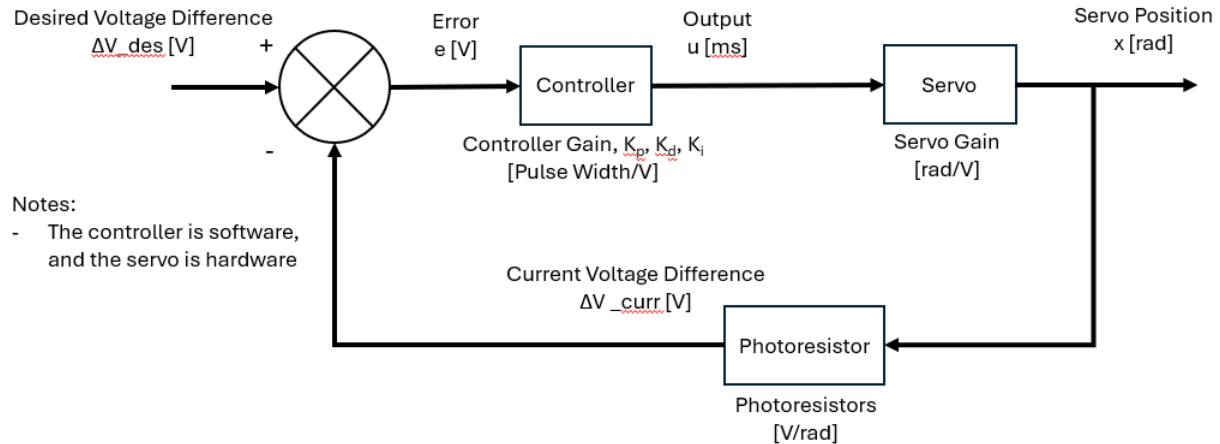 Desired Voltage Difference
ΔV_des [V]
+
-
Error
e [V]
Controller
Controller Gain, Kp, Kd, Ki
[Pulse Width/V]
Output
u [ms]
Servo
Servo Gain
[rad/V]
Servo Position
x [rad]
Notes:
- The controller is software,
and the servo is hardware
Current Voltage Difference
ΔV _curr [V]
Photoresistor
Photoresistors
[V/rad]